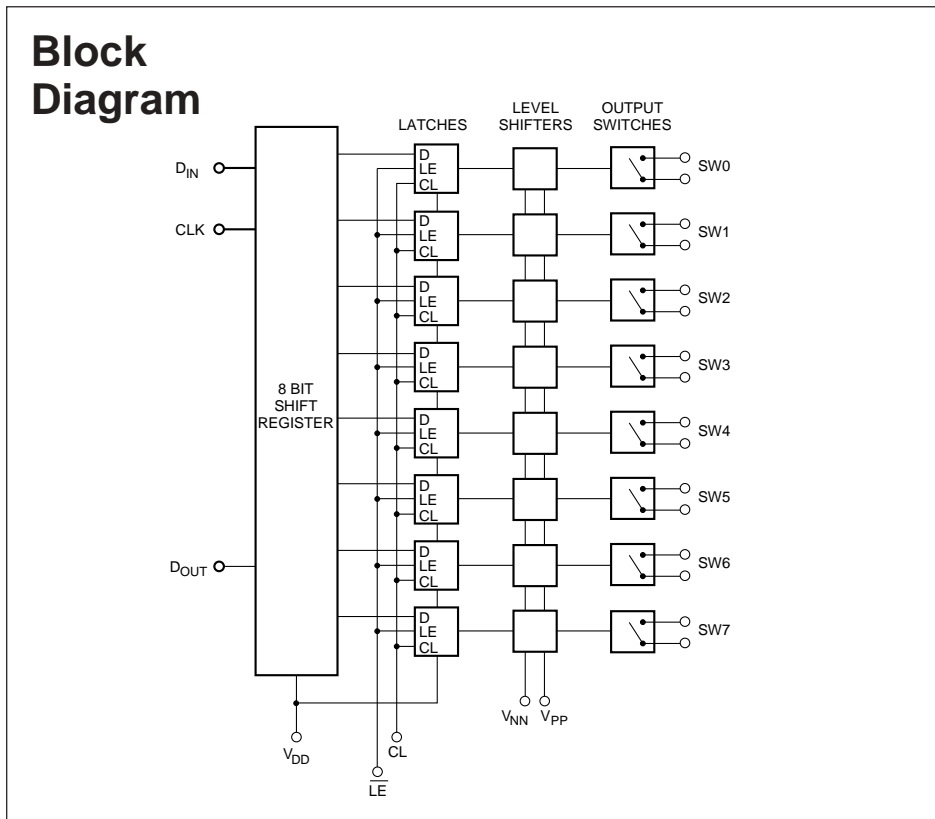 Block
Diagram
LATCHES
LEVEL
SHIFTERS
OUTPUT
SWITCHES
DIN
CLK
DOUT
8 BIT
SHIFT
REGISTER
D
LE
CL
SW0
D
LE
CL
SW1
D
LE
CL
SW2
D
LE
CL
SW3
D
LE
CL
SW4
D
LE
CL
SW5
D
LE
CL
SW6
D
LE
CL
SW7
VNN
VPP
VDD
CL
L̅E̅